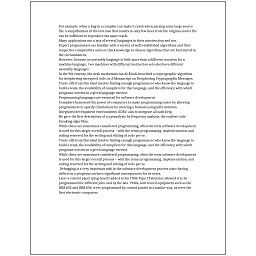 For example, when a bug in a compiler can make it crash when parsing some large source
file, a simplification of the test case that results in only few lines from the original source file
can be sufficient to reproduce the same crash.
Many applications use a mix of several languages in their construction and use.
Expert programmers are familiar with a variety of well-established algorithms and their
respective complexities and use this knowledge to choose algorithms that are best suited to
the circumstances.
However, because an assembly language is little more than a different notation for a
machine language, two machines with different instruction sets also have different
assembly languages.
In the 9th century, the Arab mathematician Al-Kindi described a cryptographic algorithm
for deciphering encrypted code, in A Manuscript on Deciphering Cryptographic Messages.
Trade-offs from this ideal involve finding enough programmers who know the language to
build a team, the availability of compilers for that language, and the efficiency with which
programs written in a given language execute.
Programming languages are essential for software development.
Compilers harnessed the power of computers to make programming easier by allowing
programmers to specify calculations by entering a formula using infix notation.
Integrated development environments (IDEs) aim to integrate all such help.
He gave the first description of cryptanalysis by frequency analysis, the earliest code-
breaking algorithm.
While these are sometimes considered programming, often the term software development
is used for this larger overall process – with the terms programming, implementation, and
coding reserved for the writing and editing of code per se.
Trade-offs from this ideal involve finding enough programmers who know the language to
build a team, the availability of compilers for that language, and the efficiency with which
programs written in a given language execute.
While these are sometimes considered programming, often the term software development
is used for this larger overall process – with the terms programming, implementation, and
coding reserved for the writing and editing of code per se.
Debugging is a very important task in the software development process since having
defects in a program can have significant consequences for its users.
Later a control panel (plug board) added to his 1906 Type I Tabulator allowed it to be
programmed for different jobs, and by the late 1940s, unit record equipment such as the
IBM 602 and IBM 604, were programmed by control panels in a similar way, as were the
first electronic computers.